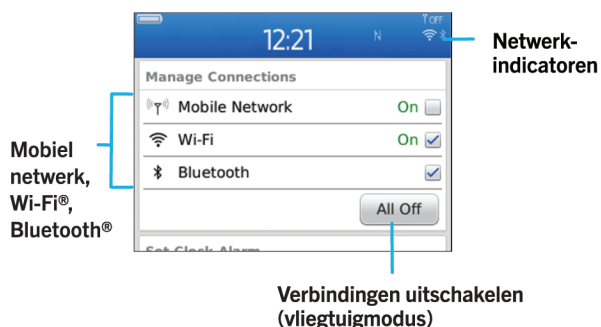 12:21
N
OFF
Netwerk-
indicatoren
Manage Connections
Mobile Network On
Wi-Fi On
Bluetooth
All Off
Set Clock Alarm
Mobiel
netwerk,
Wi-Fi®,
Bluetooth®
Verbindingen uitschakelen
(vliegtuigmodus)